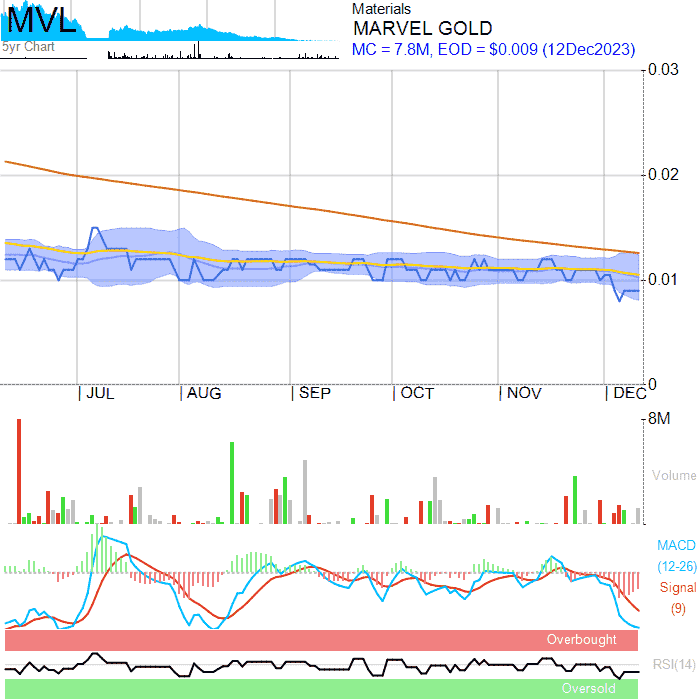 MVL
5yr Chart
Materials
MARVEL GOLD
MC = 7.8M, EOD = $0.009 (12Dec2023)
0.03
0.02
0.01
0
| JUL | AUG | SEP | OCT | NOV | DEC
8M
Volume
MACD
(12-26)
Signal
(9)
Overbought
RSI(14)
Oversold